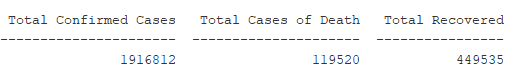 Total Confirmed Cases Total Cases of Death Total Recovered
---------------------- --------------------- ----------------
1916812 119520 449535